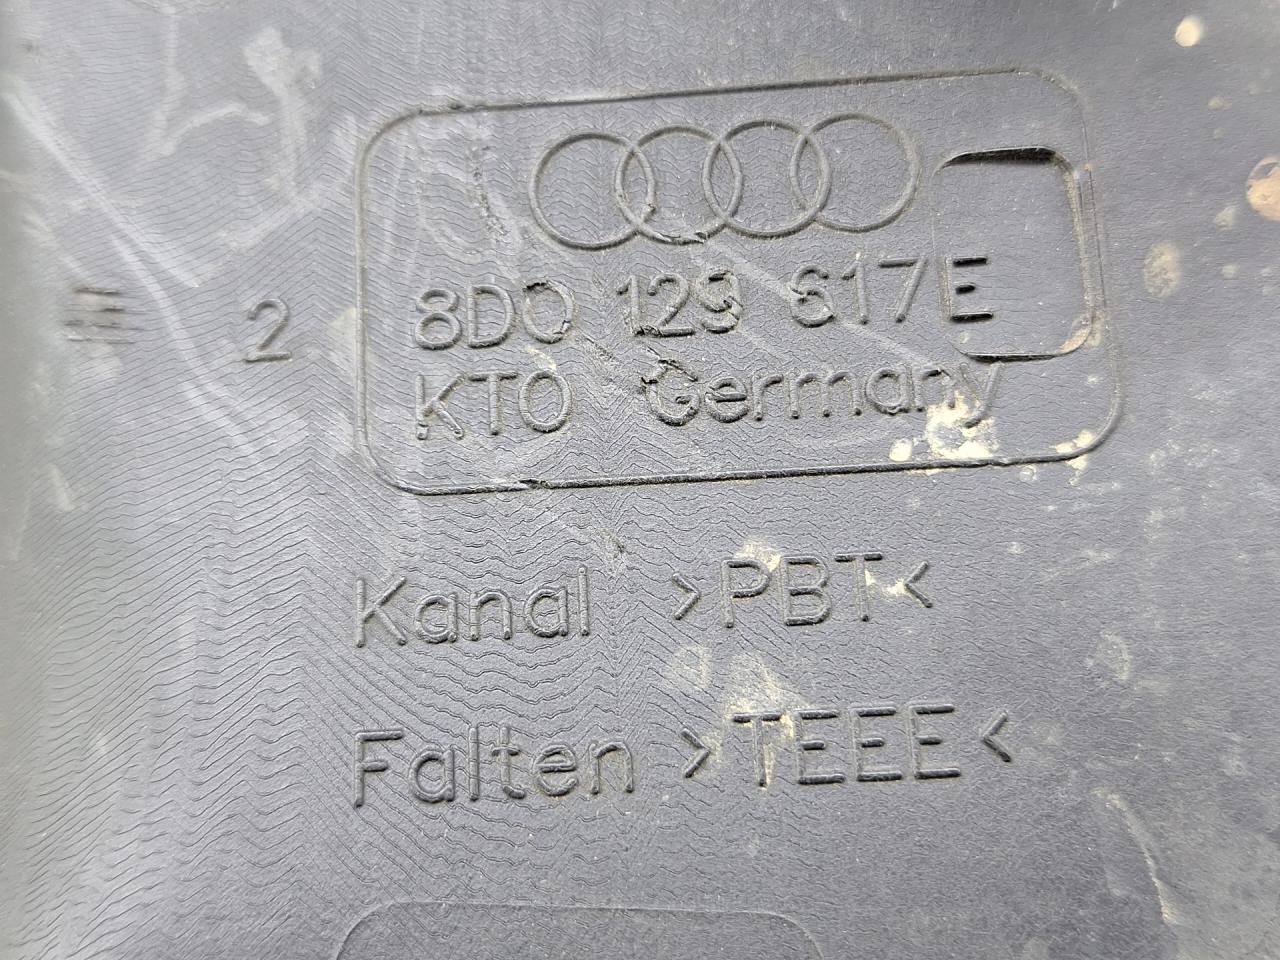 2
8D0 129 617E
KTO Germany
Kanal >PBT<
Falten >TEEE<